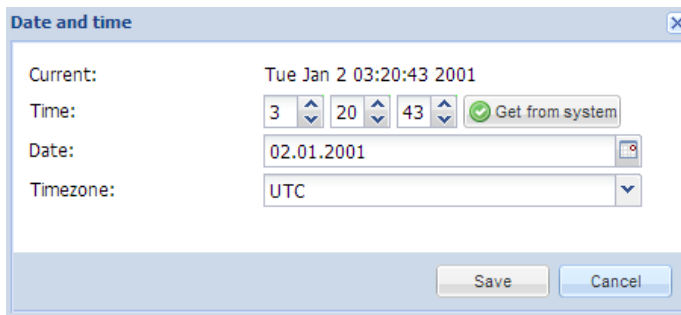 Date and time
Current: Tue Jan 2 03:20:43 2001
Time: 3 20 43 Get from system
Date: 02.01.2001
Timezone: UTC
Save Cancel